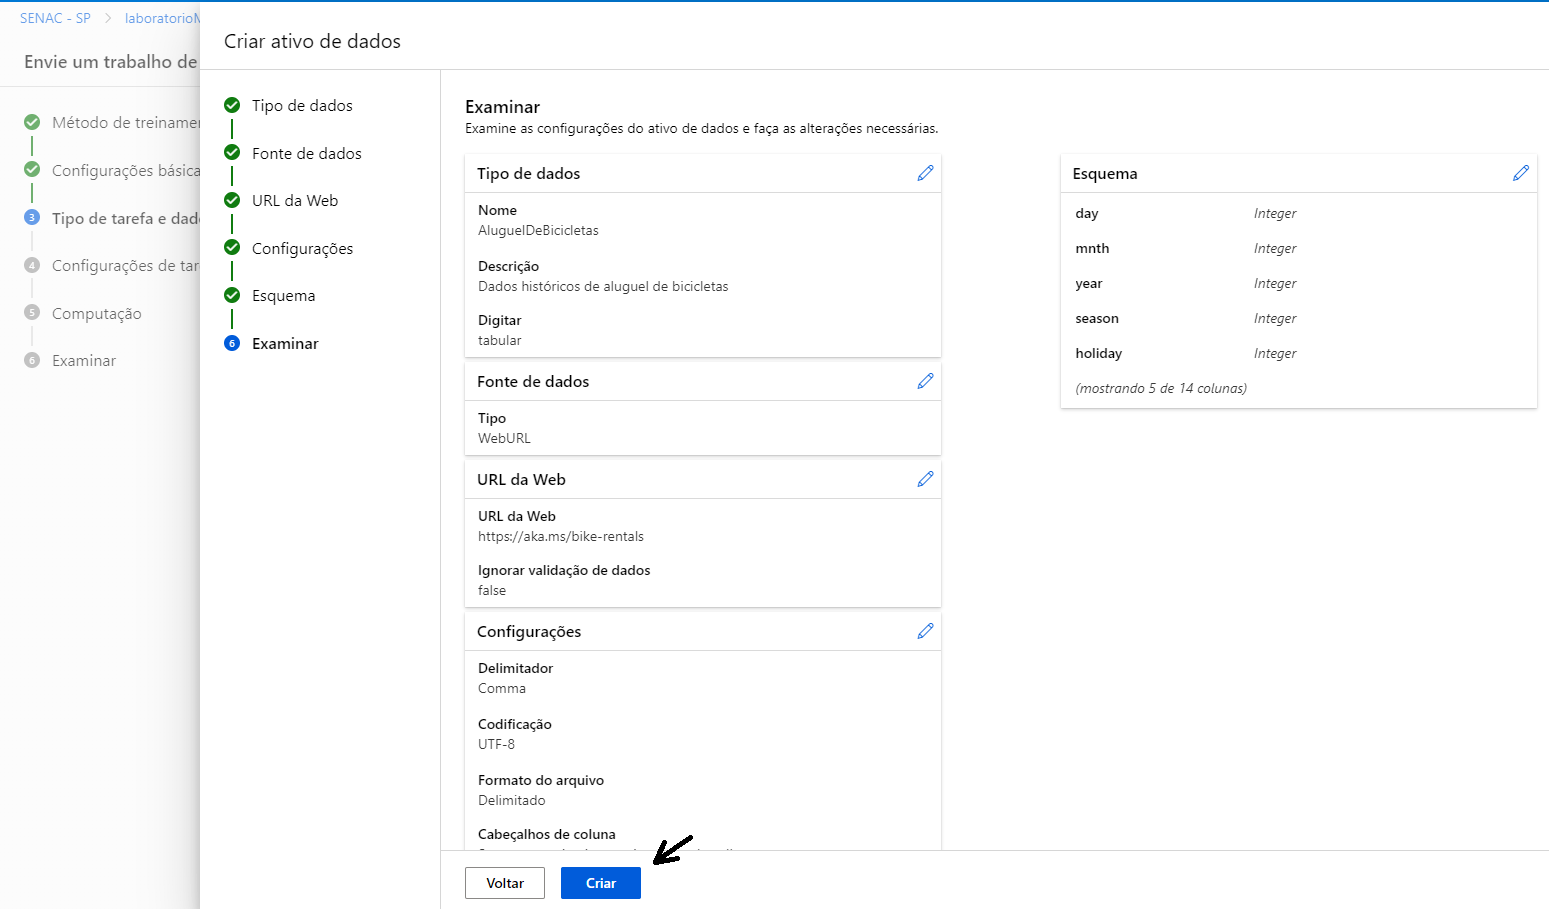 SENAC - SP > laboratorioM
Envie um trabalho de
Método de treinamen
Configurações básica
3 Tipo de tarefa e dado
4 Configurações de tar
5 Computação
6 Examinar
Criar ativo de dados
Tipo de dados
Fonte de dados
URL da Web
Configurações
Esquema
6 Examinar
Examinar
Examine as configurações do ativo de dados e faça as alterações necessárias.
Tipo de dados
Nome
AluguelDeBicicletas
Descrição
Dados históricos de aluguel de bicicletas
Digitar
tabular
Fonte de dados
Tipo
WebURL
URL da Web
URL da Web
https://aka.ms/bike-rentals
Ignorar validação de dados
false
Configurações
Delimitador
Comma
Codificação
UTF-8
Formato do arquivo
Delimitado
Cabeçalhos de coluna
Esquema
day Integer
mnth Integer
year Integer
season Integer
holiday Integer
(mostrando 5 de 14 colunas)
Voltar
Criar